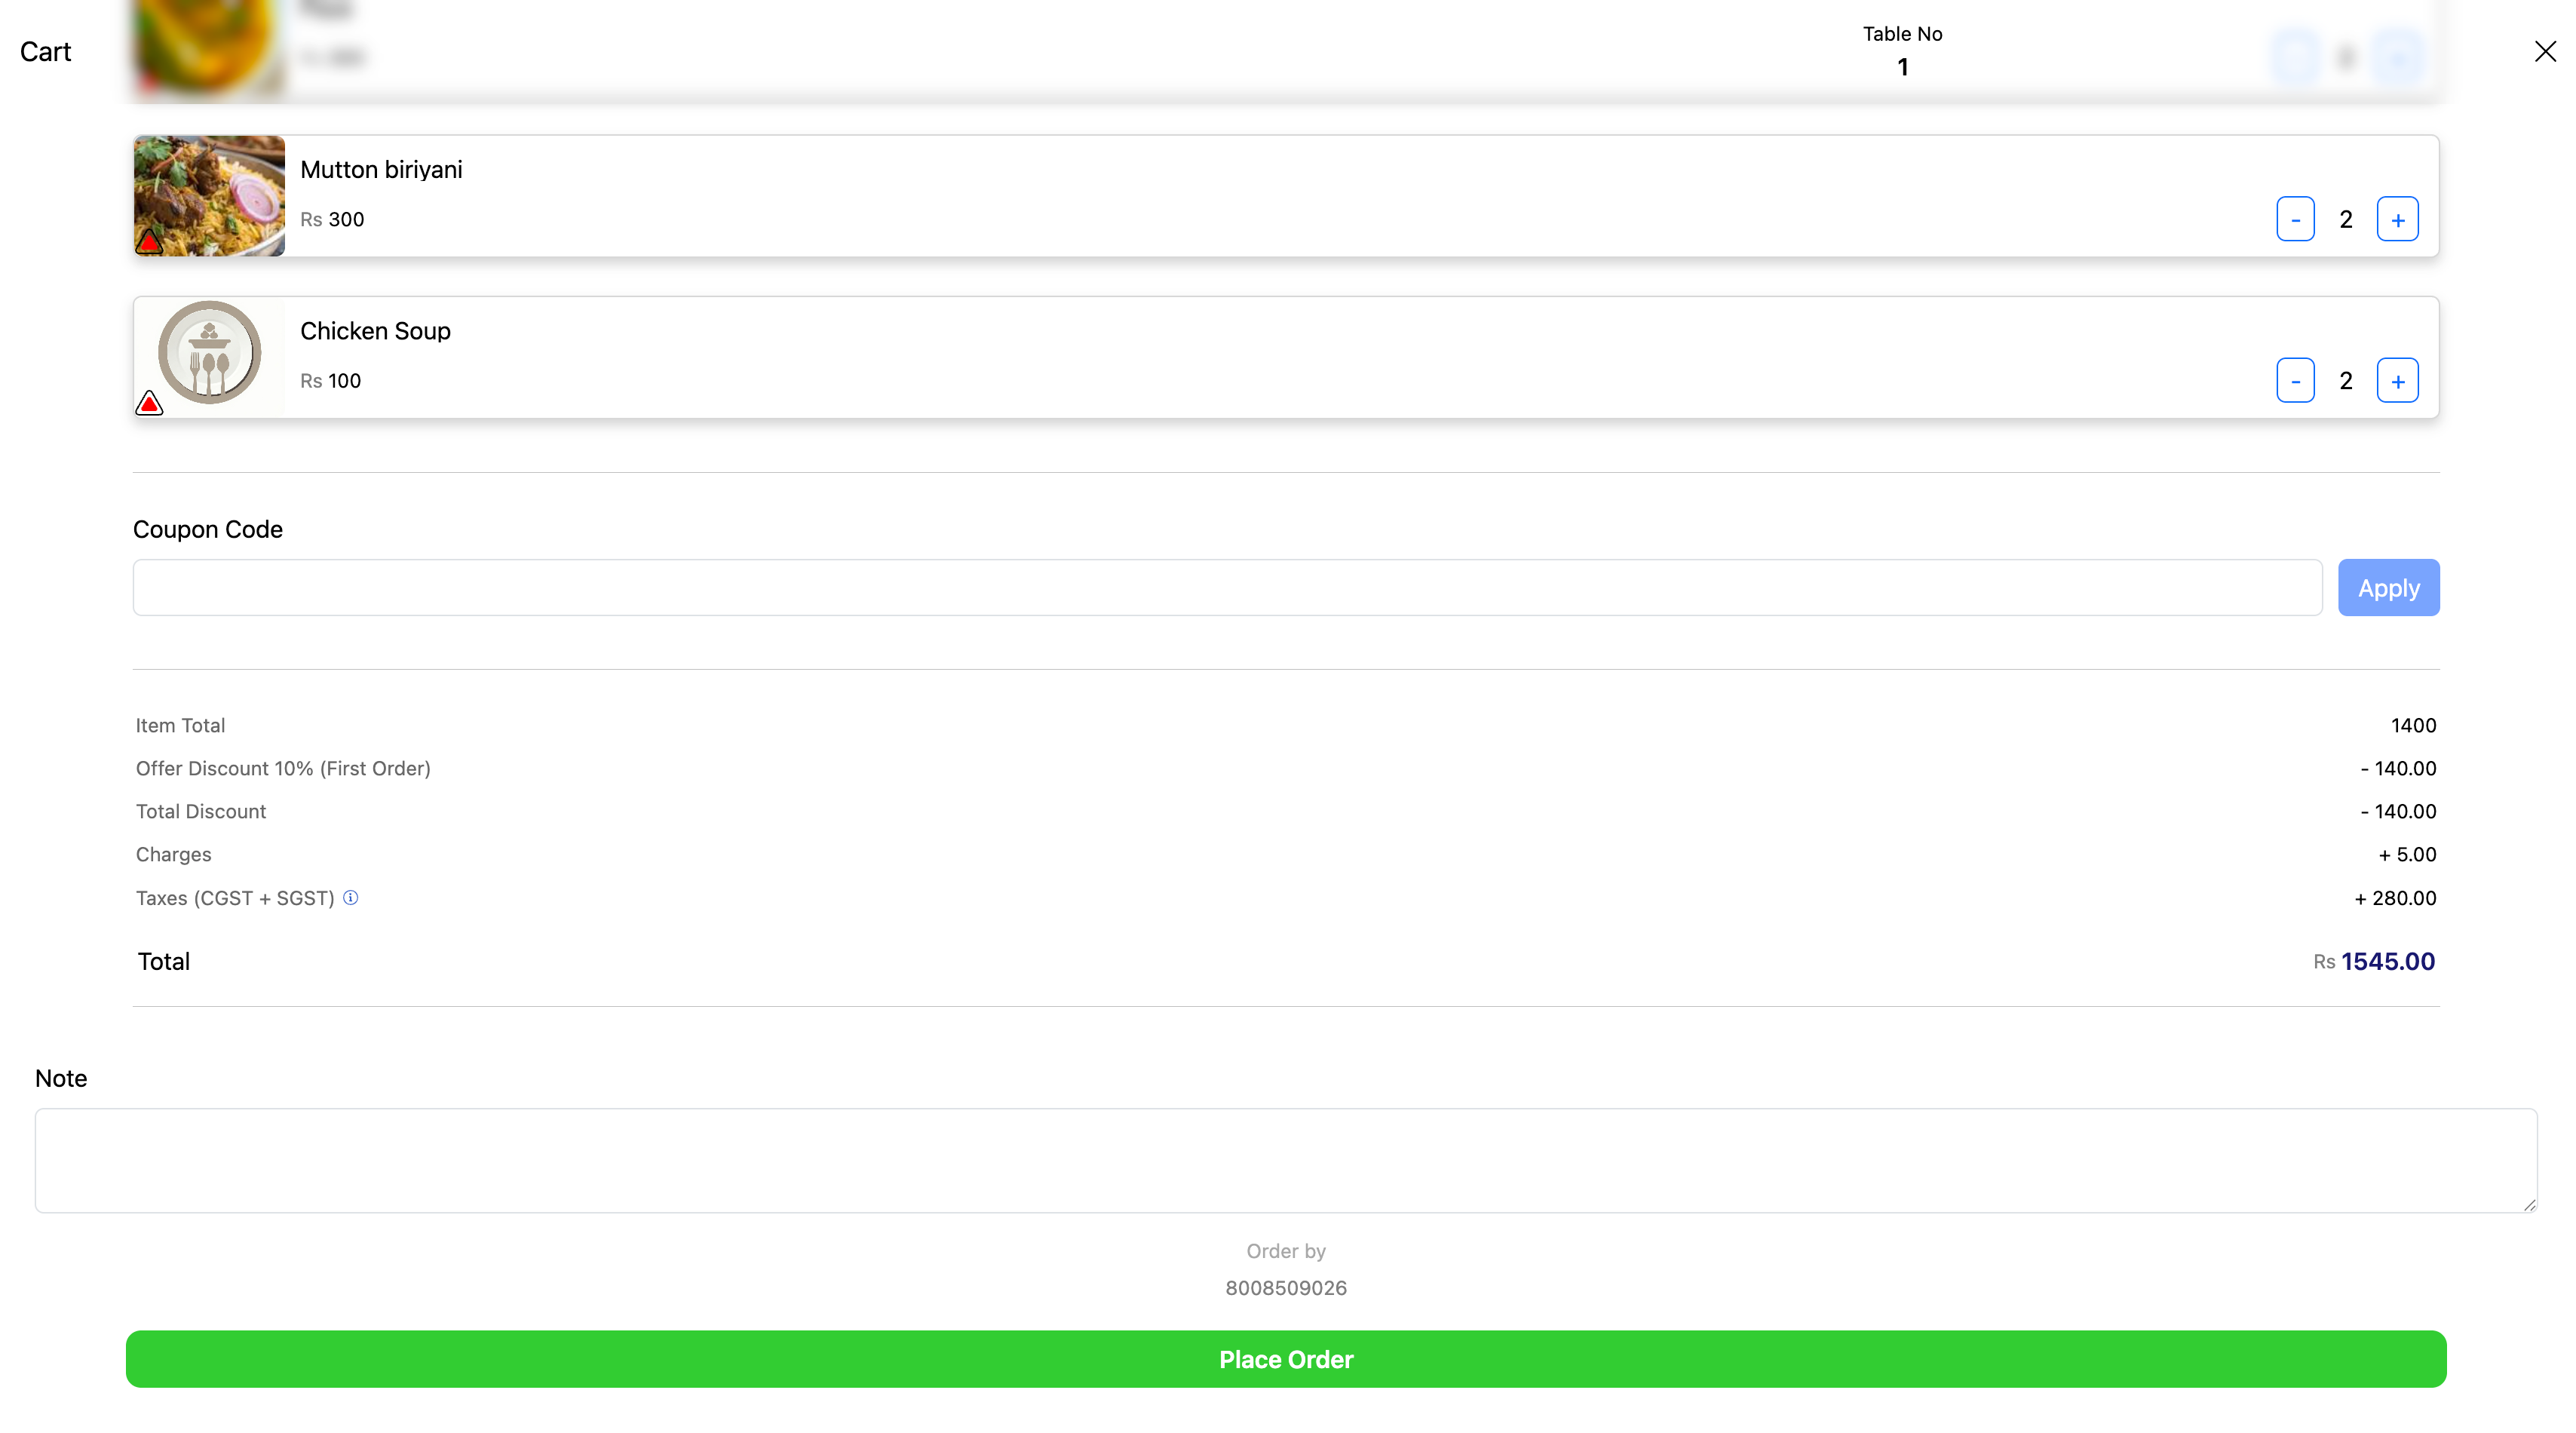 Cart
Table No
1
Mutton biriyani
Rs 300
- 2 +
Chicken Soup
Rs 100
- 2 +
Coupon Code
Apply
Item Total 1400
Offer Discount 10% (First Order) - 140.00
Total Discount - 140.00
Charges + 5.00
Taxes (CGST + SGST) + 280.00
Total Rs 1545.00
Note
Order by
8008509026
Place Order